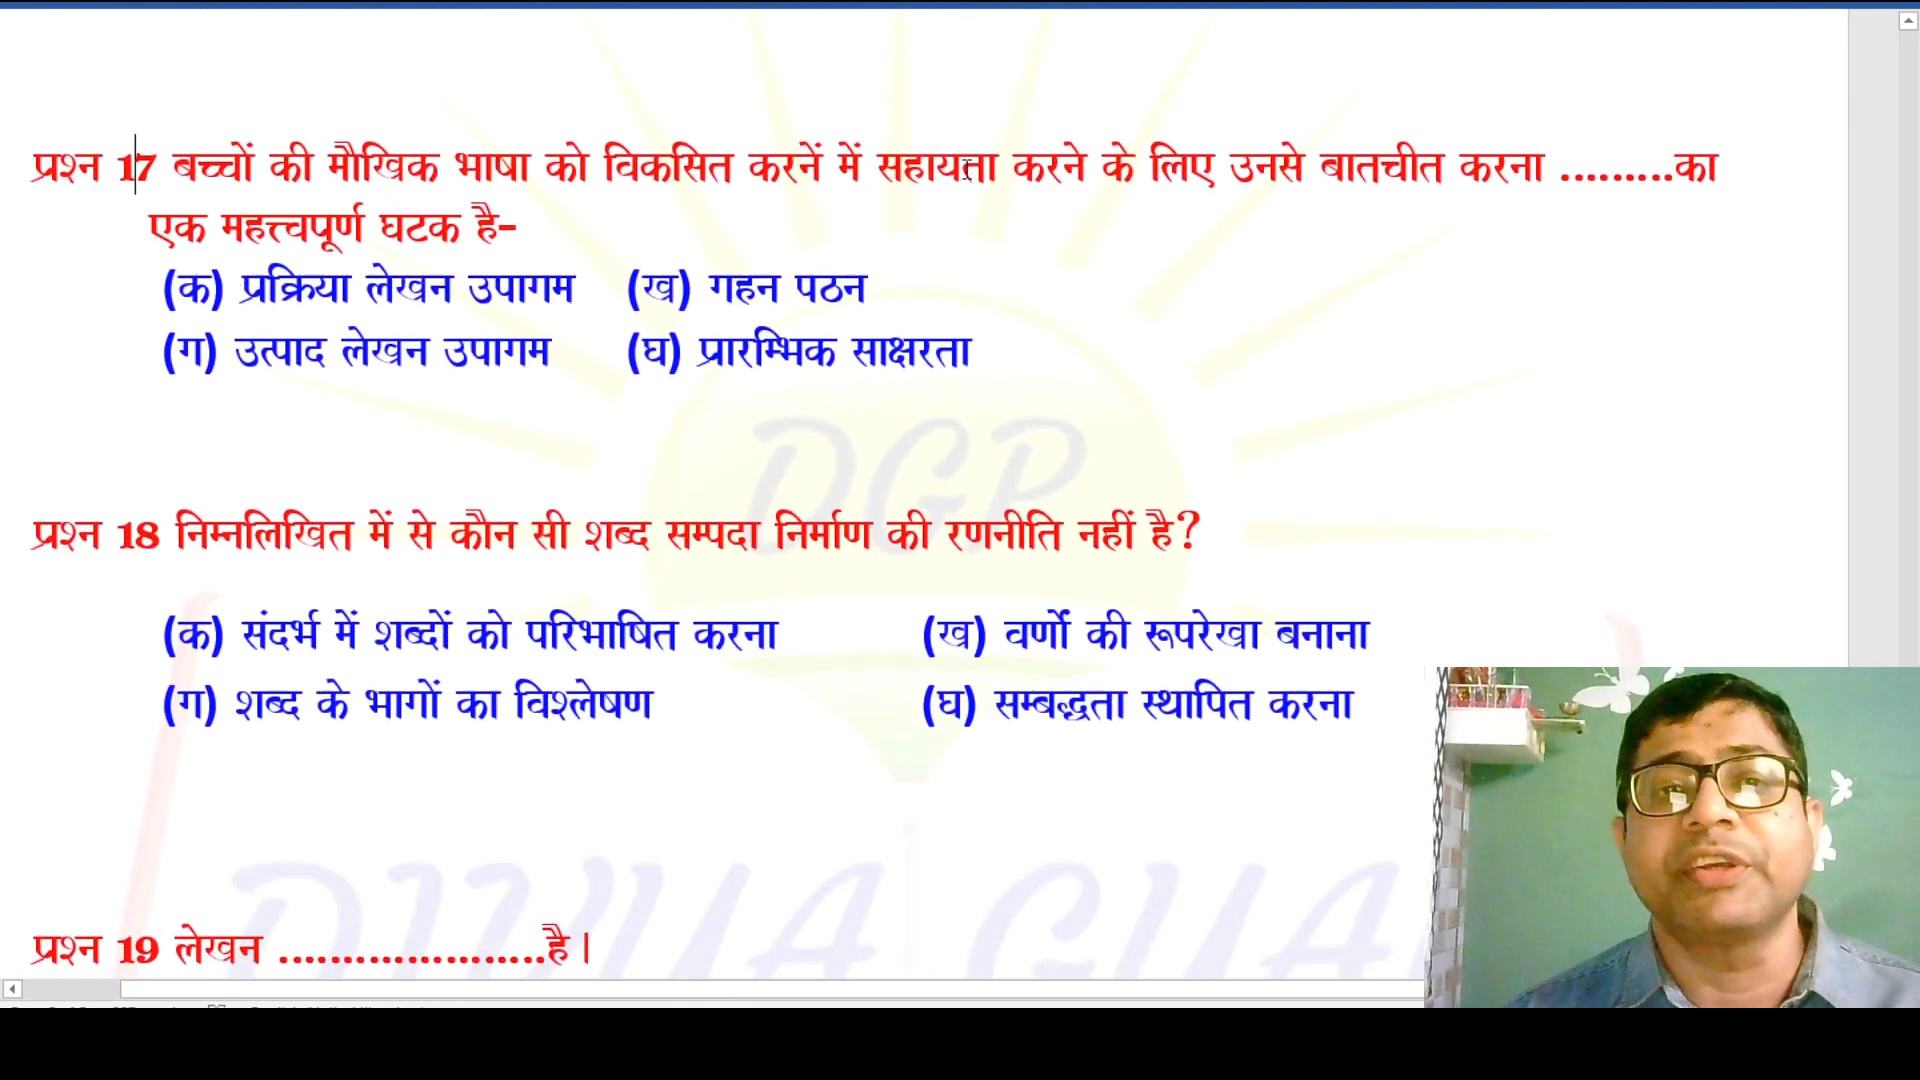 प्रश्न 17 बच्चों की मौखिक भाषा को विकसित करनें में सहायता करने के लिए उनसे बातचीत करना ..........का
एक महत्त्वपूर्ण घटक है-
(क) प्रक्रिया लेखन उपागम (ख) गहन पठन
(ग) उत्पाद लेखन उपागम (घ) प्रारम्भिक साक्षरता
DGP
प्रश्न 18 निम्नलिखित में से कौन सी शब्द सम्पदा निर्माण की रणनीति नहीं है?
(क) संदर्भ में शब्दों को परिभाषित करना (ख) वर्णों की रूपरेखा बनाना
(ग) शब्द के भागों का विश्लेषण (घ) सम्बद्धता स्थापित करना
प्रश्न 19 लेखन .....................है।